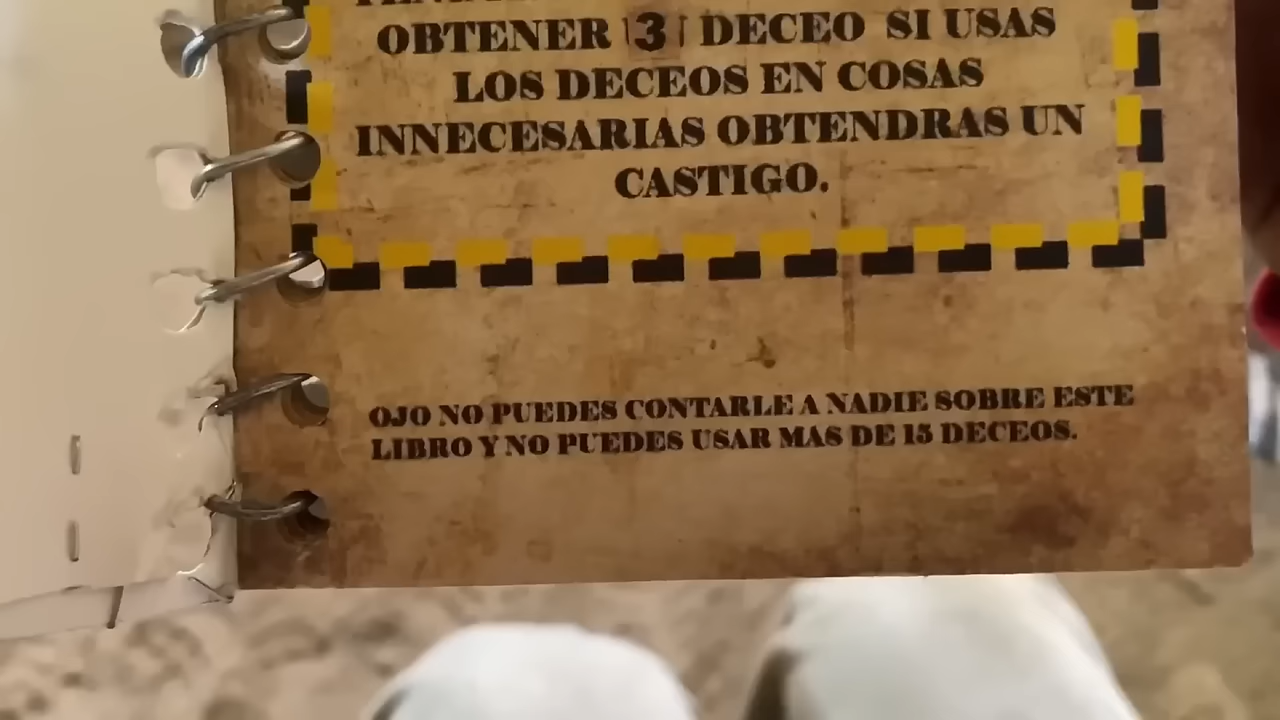 OBTENER 3 DECEO SI USAS
LOS DECEOS EN COSAS
INNECESARIAS OBTENDRAS UN
CASTIGO.
OJO NO PUEDES CONTARLE A NADIE SOBRE ESTE
LIBRO Y NO PUEDES USAR MAS DE 15 DECEOS.